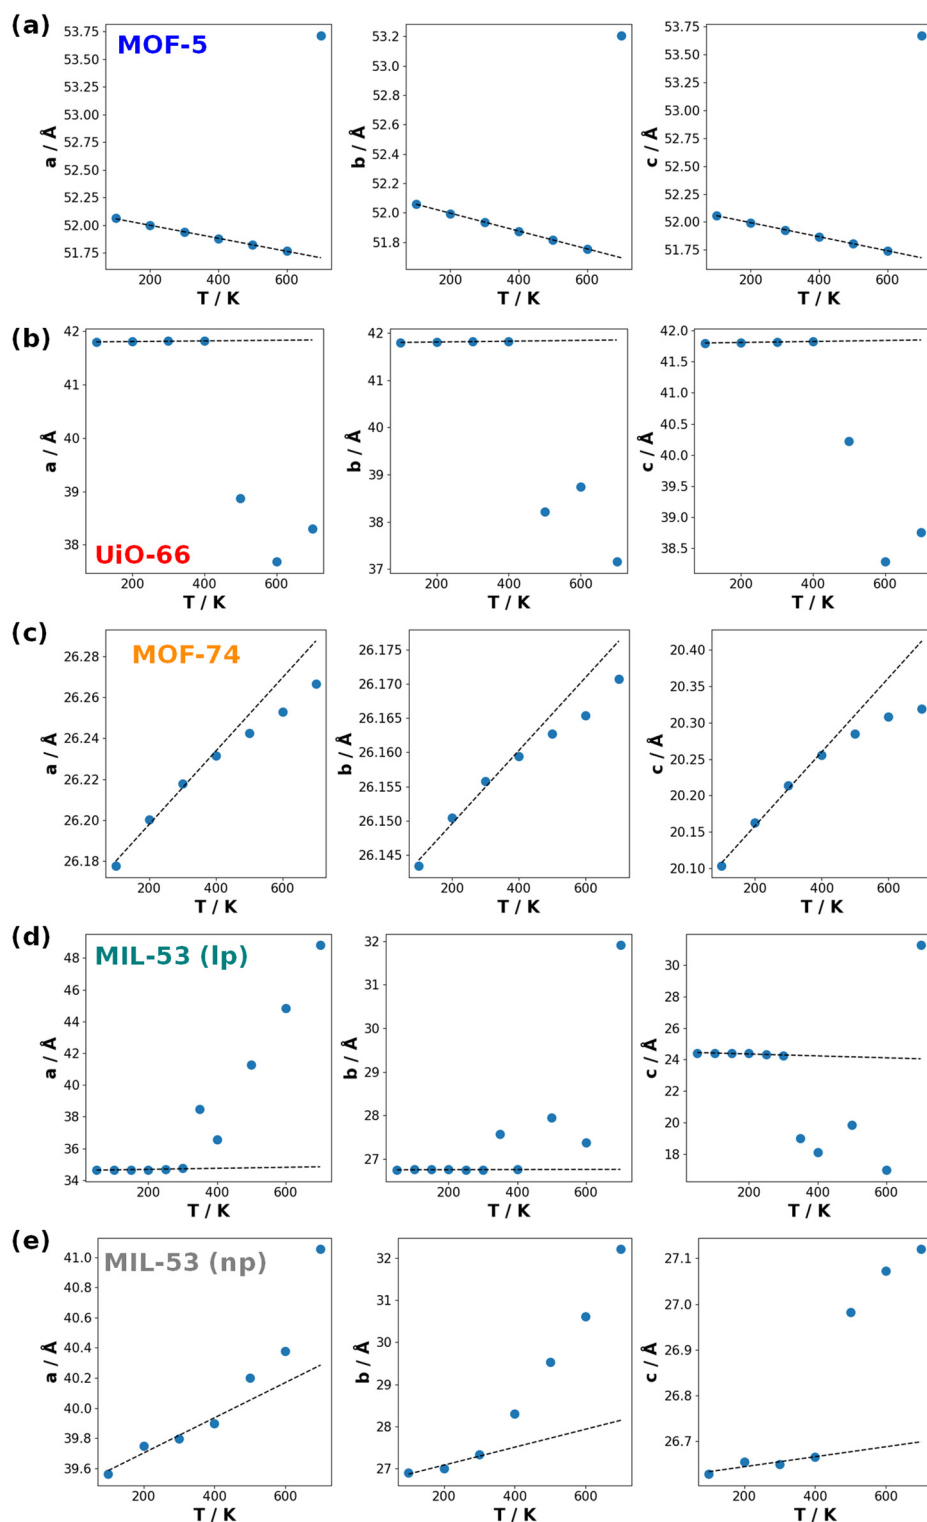 (a)
MOF-5
53.75
53.50
53.25
53.00
52.75
52.50
52.25
52.00
51.75
a / Å
200 400 600
T / K
53.2
53.0
52.8
52.6
52.4
52.2
52.0
51.8
b / Å
200 400 600
T / K
53.75
53.50
53.25
53.00
52.75
52.50
52.25
52.00
51.75
c / Å
200 400 600
T / K
(b)
UiO-66
42
41
40
39
38
a / Å
200 400 600
T / K
42
41
40
39
38
37
b / Å
200 400 600
T / K
42.0
41.5
41.0
40.5
40.0
39.5
39.0
38.5
c / Å
200 400 600
T / K
(c)
MOF-74
26.28
26.26
26.24
26.22
26.20
26.18
a / Å
200 400 600
T / K
26.175
26.170
26.165
26.160
26.155
26.150
26.145
b / Å
200 400 600
T / K
20.40
20.35
20.30
20.25
20.20
20.15
20.10
c / Å
200 400 600
T / K
(d)
MIL-53 (lp)
48
46
44
42
40
38
36
34
a / Å
200 400 600
T / K
32
31
30
29
28
27
b / Å
200 400 600
T / K
30
28
26
24
22
20
18
c / Å
200 400 600
T / K
(e)
MIL-53 (np)
41.0
40.8
40.6
40.4
40.2
40.0
39.8
39.6
a / Å
200 400 600
T / K
32
31
30
29
28
27
b / Å
200 400 600
T / K
27.1
27.0
26.9
26.8
26.7
c / Å
200 400 600
T / K